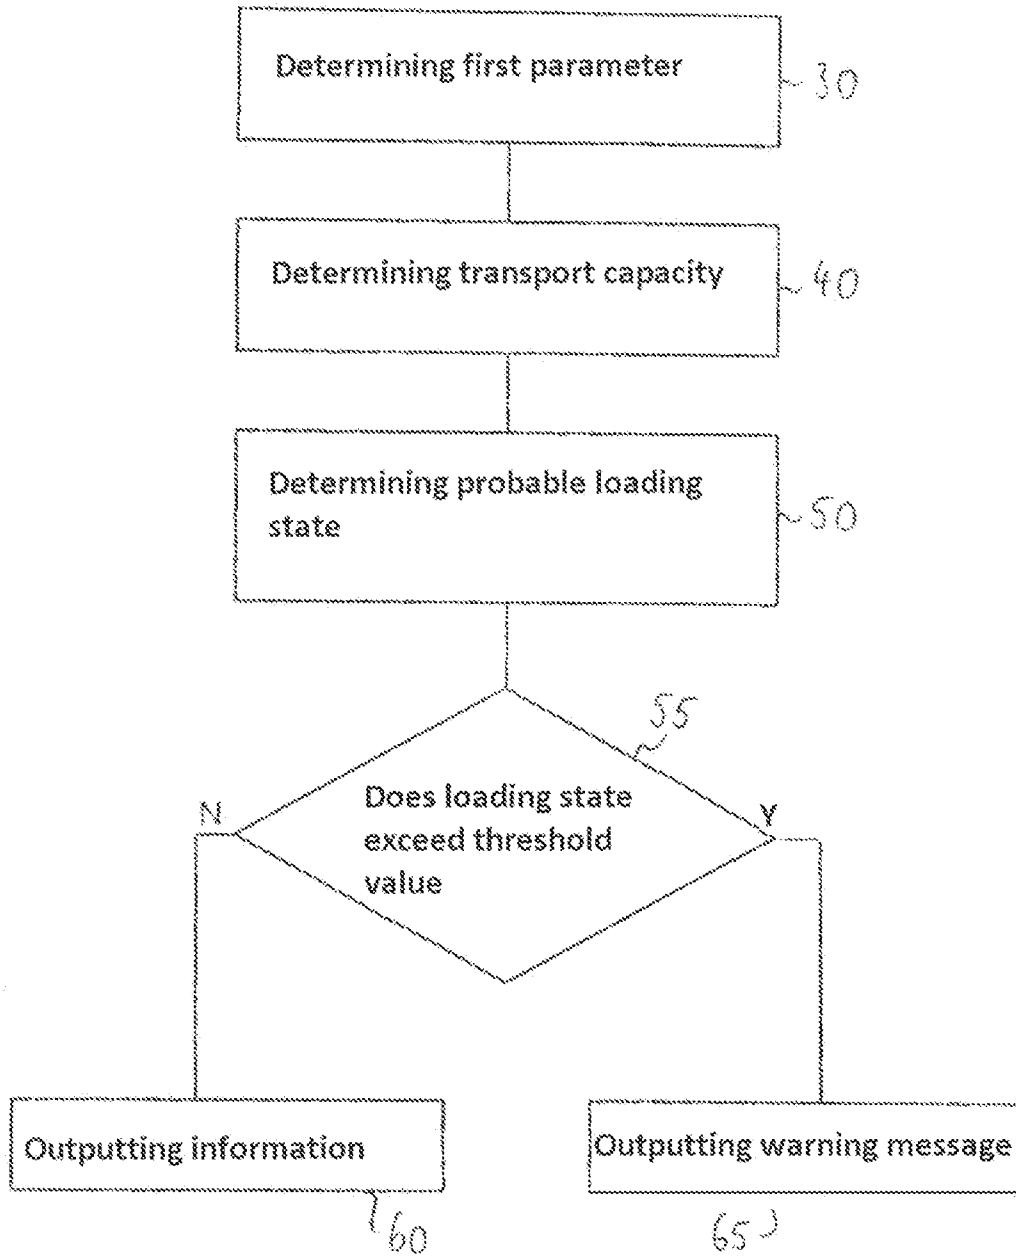 Determining first parameter
30
Determining transport capacity
40
Determining probable loading
state
50
55
N
Y
Does loading state
exceed threshold
value
Outputting information
Outputting warning message
60
65